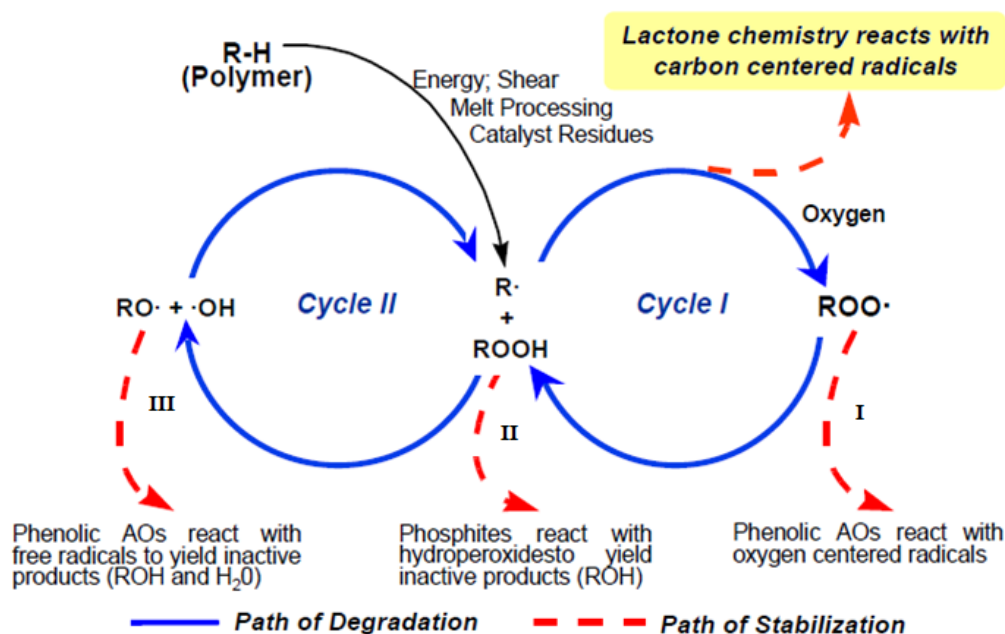 R-H
(Polymer)
Energy; Shear
Melt Processing
Catalyst Residues
Lactone chemistry reacts with
carbon centered radicals
Oxygen
RO· + ·OH
Cycle II
R·
+
ROOH
Cycle I
ROO·
III
II
I
Phenolic AOs react with
free radicals to yield inactive
products (ROH and H₂0)
Phosphites react with
hydroperoxidesto yield
inactive products (ROH)
Phenolic AOs react with
oxygen centered radicals
Path of Degradation
Path of Stabilization